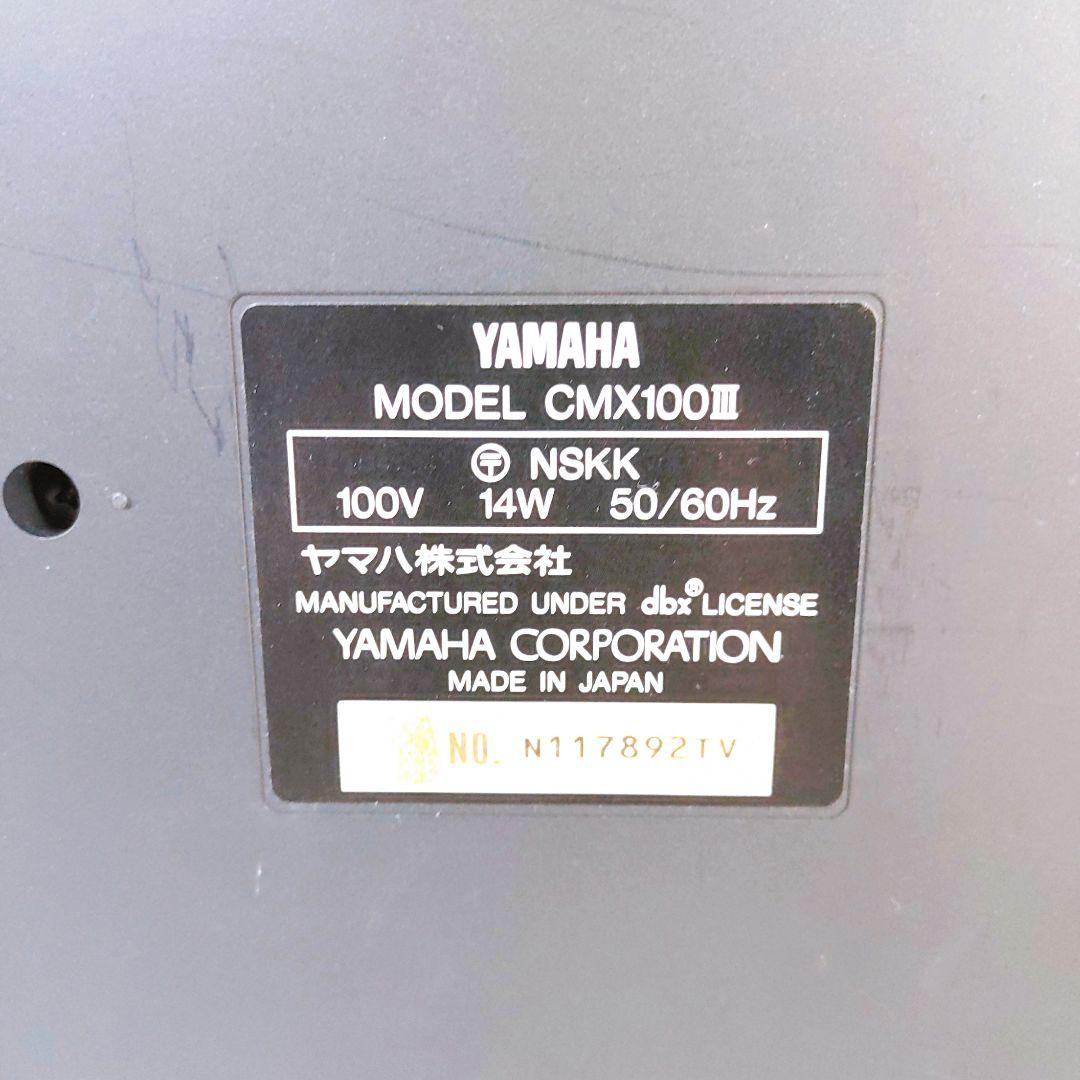 YAMAHA
MODEL CMX100Ⅲ
〶 NSKK
100V 14W 50/60Hz
ヤマハ株式会社
MANUFACTURED UNDER dbx® LICENSE
YAMAHA CORPORATION
MADE IN JAPAN
NO. N117892TV